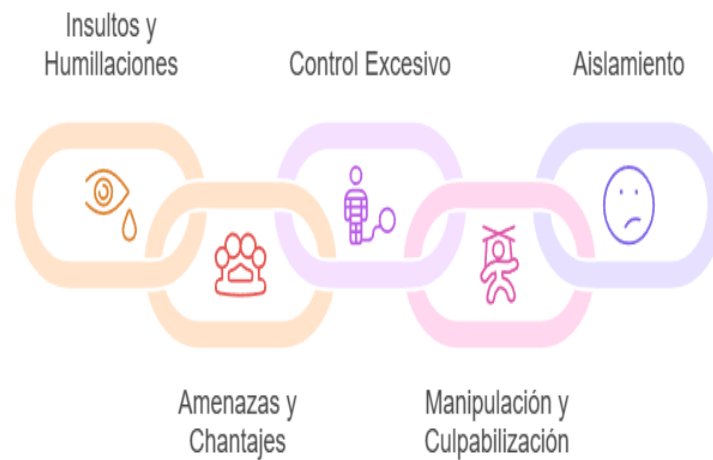 Insultos y
Humillaciones
Control Excesivo
Aislamiento
Amenazas y
Chantajes
Manipulación y
Culpabilización